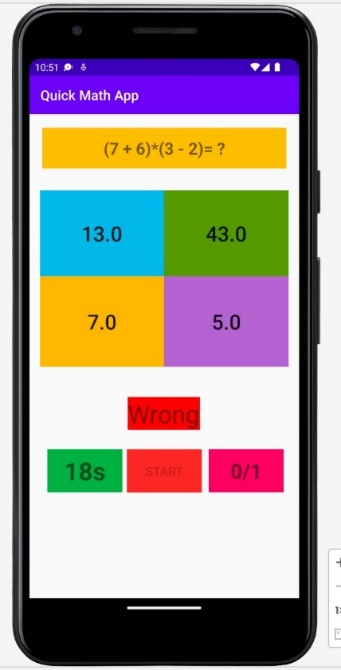 10:51
Quick Math App
(7 + 6)*(3 - 2)= ?
13.0 43.0
7.0 5.0
Wrong
18s START 0/1